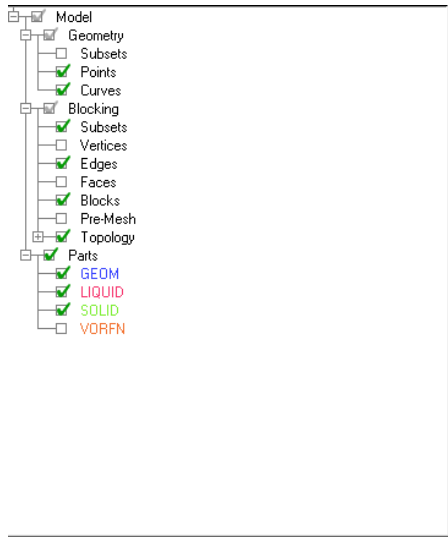 Model
Geometry
Subsets
Points
Curves
Blocking
Subsets
Vertices
Edges
Faces
Blocks
Pre-Mesh
Topology
Parts
GEOM
LIQUID
SOLID
VORFN